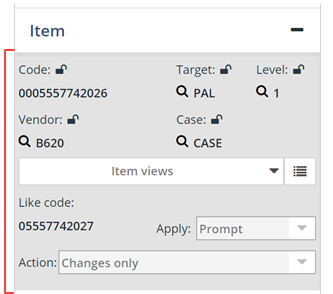 Item
Code: Target: Level:
0005557742026 PAL 1
Vendor: Case:
B620 CASE
Item views
Like code:
05557742027 Apply: Prompt
Action: Changes only